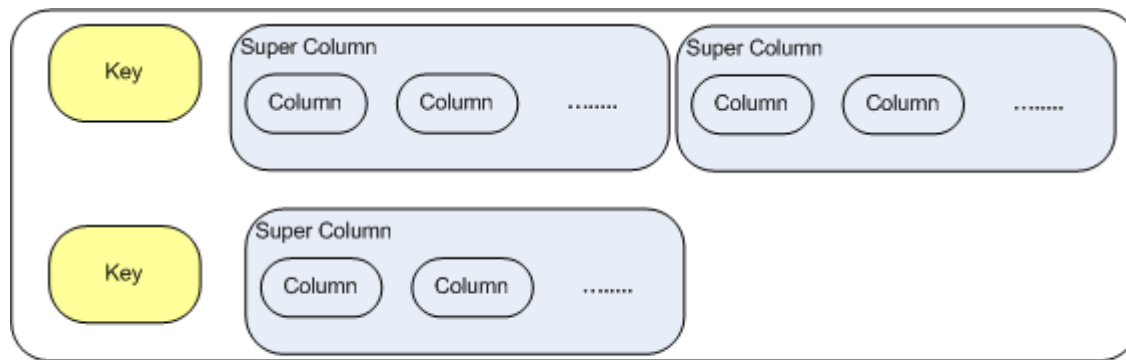 Super Column Super Column
Key
Column Column ......... Column Column .........
Super Column
Key
Column Column .........